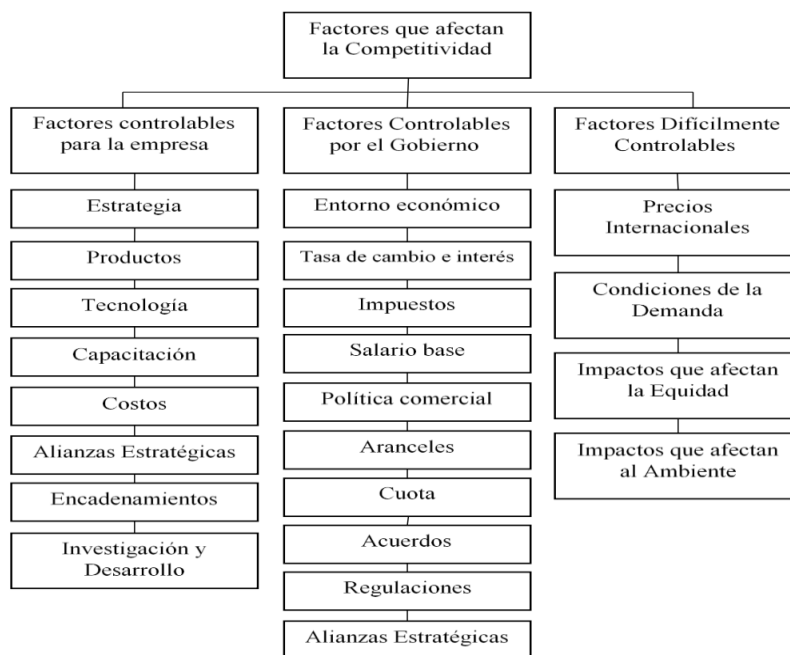 Factores que afectan
la Competitividad
Factores controlables
para la empresa
Estrategia
Productos
Tecnología
Capacitación
Costos
Alianzas Estratégicas
Encadenamientos
Investigación y
Desarrollo
Factores Controlables
por el Gobierno
Entorno económico
Tasa de cambio e interés
Impuestos
Salario base
Política comercial
Aranceles
Cuota
Acuerdos
Regulaciones
Alianzas Estratégicas
Factores Difícilmente
Controlables
Precios
Internacionales
Condiciones de la
Demanda
Impactos que afectan
la Equidad
Impactos que afectan
al Ambiente